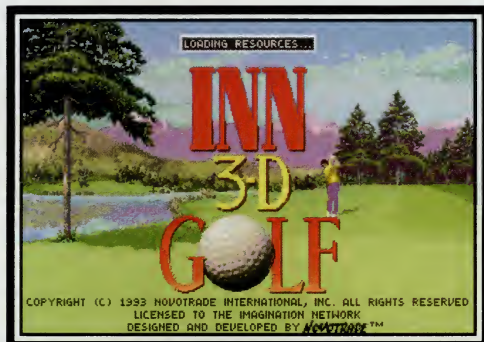 LOADING RESOURCES...
INN
3-D
GOLF
COPYRIGHT (C) 1993 NOVOTRADE INTERNATIONAL, INC. ALL RIGHTS RESERVED
LICENSED TO THE IMAGINATION NETWORK
DESIGNED AND DEVELOPED BY NOVOTRADE™